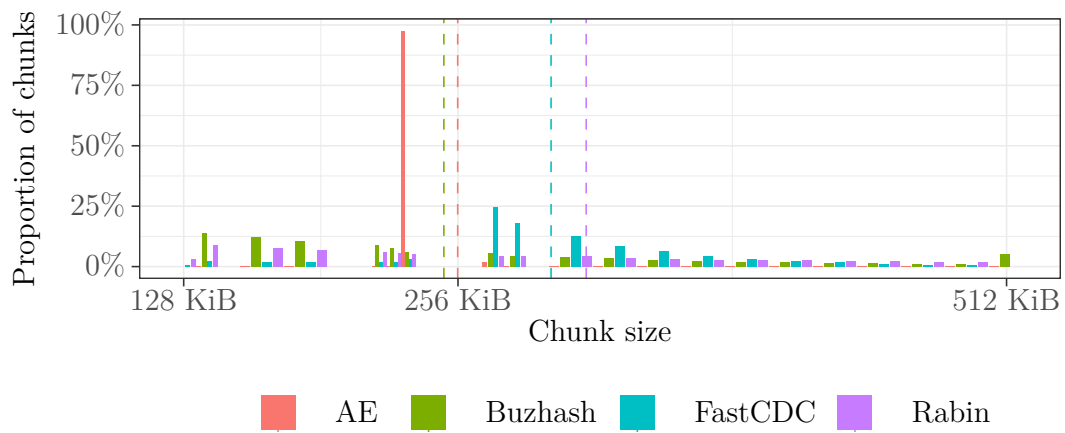 Proportion of chunks
100%
75%
50%
25%
0%
128 KiB 256 KiB 512 KiB
Chunk size
AE Buzhash FastCDC Rabin